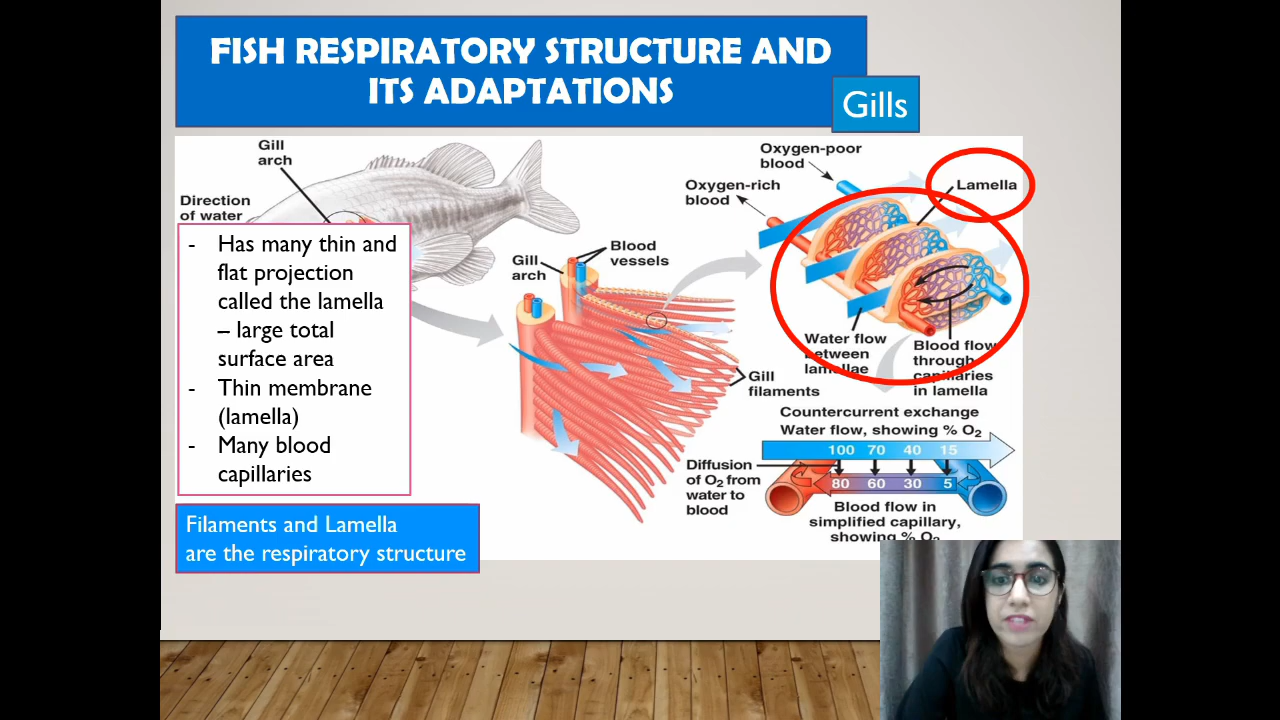 FISH RESPIRATORY STRUCTURE AND
ITS ADAPTATIONS
Gills
Gill
arch
Direction
of water
- Has many thin and
flat projection
called the lamella
– large total
surface area
- Thin membrane
(lamella)
- Many blood
capillaries
Filaments and Lamella
are the respiratory structure
Gill
arch
Blood
vessels
Gill
filaments
Oxygen-poor
blood
Oxygen-rich
blood
Lamella
Water flow
between
lamellae
Blood flow
through
capillaries
in lamella
Countercurrent exchange
Water flow, showing % O2
100 70 40 15
Diffusion
of O2 from
water to
blood
80 60 30 5
Blood flow in
simplified capillary,
showing % O2